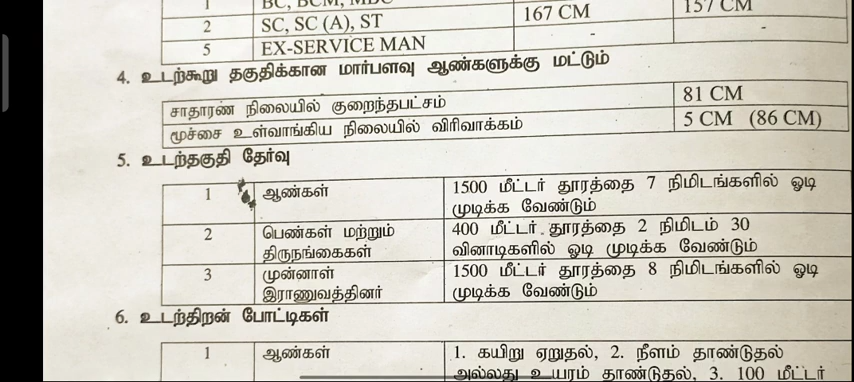 1 BC, BCM, MBC
2 SC, SC (A), ST 167 CM 157 CM
5 EX-SERVICE MAN - -
4. உடற்கூறு தகுதிக்கான மார்பளவு ஆண்களுக்கு மட்டும்
சாதாரண நிலையில் குறைந்தபட்சம் 81 CM
மூச்சை உள்வாங்கிய நிலையில் விரிவாக்கம் 5 CM (86 CM)
5. உடற்தகுதி தேர்வு
1 ஆண்கள் 1500 மீட்டர் தூரத்தை 7 நிமிடங்களில் ஓடி
முடிக்க வேண்டும்
2 பெண்கள் மற்றும் 400 மீட்டர் தூரத்தை 2 நிமிடம் 30
திருநங்கைகள் வினாடிகளில் ஓடி முடிக்க வேண்டும்
3 முன்னாள் 1500 மீட்டர் தூரத்தை 8 நிமிடங்களில் ஓடி
இராணுவத்தினர் முடிக்க வேண்டும்
6. உடற்திறன் போட்டிகள்
1 ஆண்கள் 1. கயிறு ஏறுதல், 2. நீளம் தாண்டுதல்
அல்லது உயரம் தாண்டுதல், 3. 100 மீட்டர்